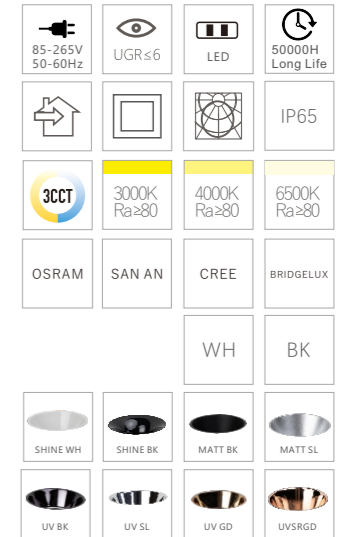 85-265V
50-60Hz
UGR≤6
LED
50000H
Long Life
IP65
3CCT
3000K
Ra≥80
4000K
Ra≥80
6500K
Ra≥80
OSRAM
SAN AN
CREE
BRIDGELUX
WH
BK
SHINE WH
SHINE BK
MATT BK
MATT SL
UV BK
UV SL
UV GD
UVSRGD